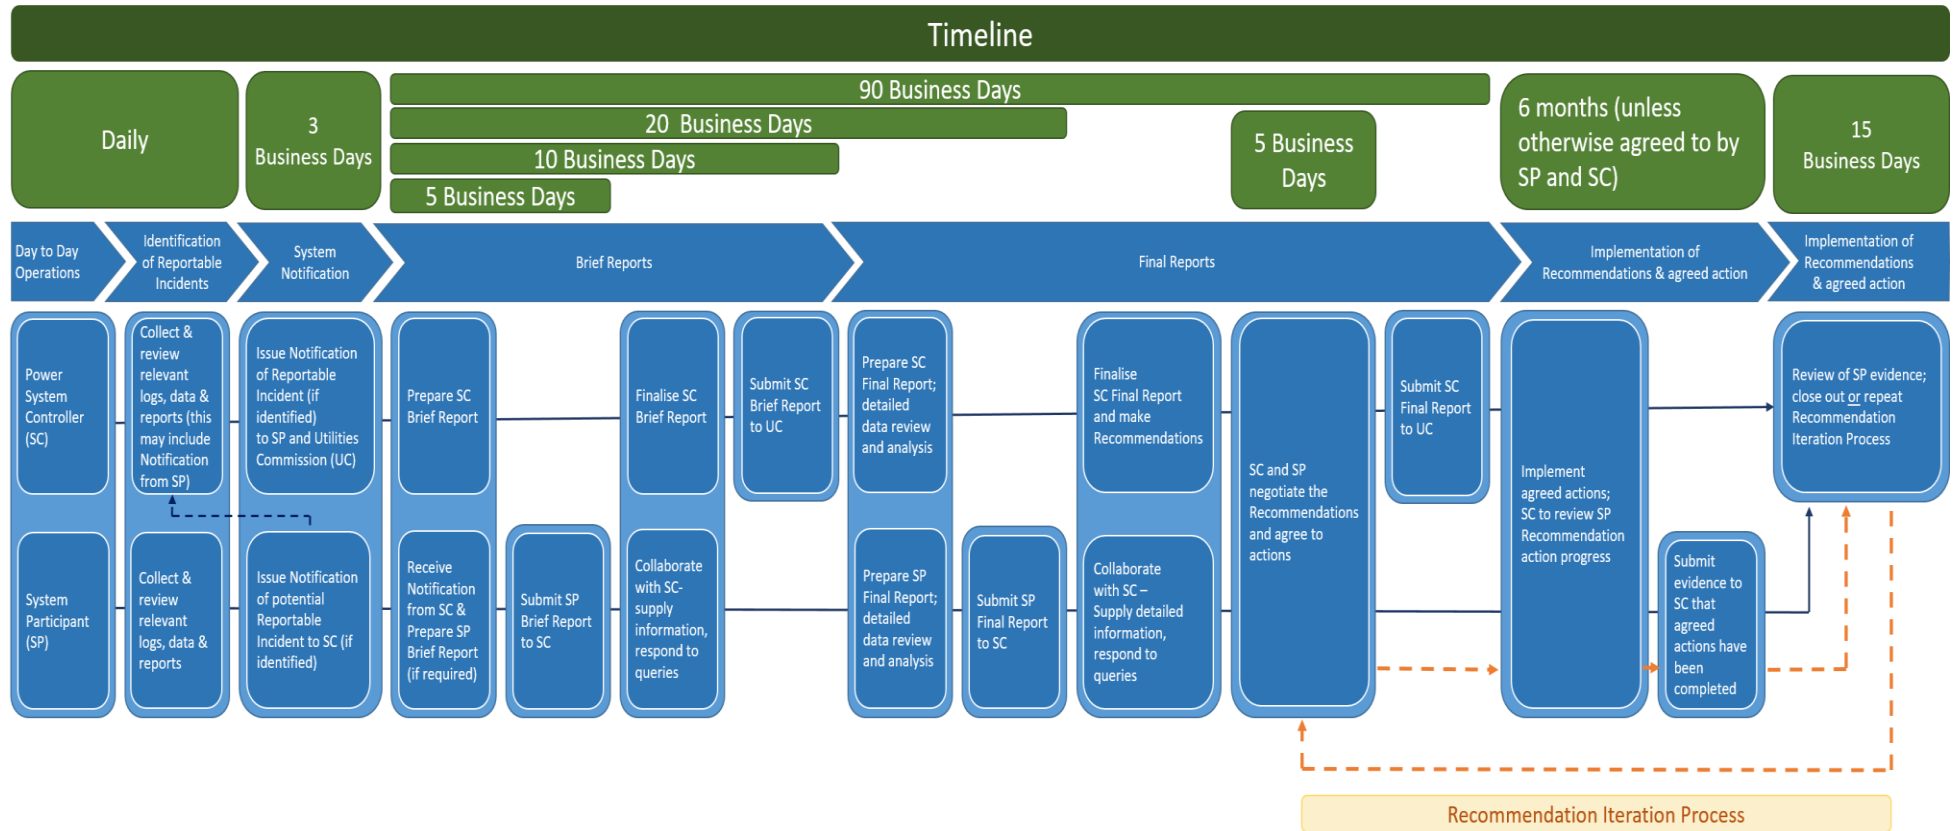 Timeline
Daily
3
Business Days
90 Business Days
20 Business Days
10 Business Days
5 Business Days
5 Business
Days
6 months (unless
otherwise agreed to by
SP and SC)
15
Business Days
Day to Day
Operations
Identification
of Reportable
Incidents
System
Notification
Brief Reports
Final Reports
Implementation of
Recommendations & agreed action
Implementation of
Recommendations
& agreed action
Power
System
Controller
(SC)
Collect &
review
relevant
logs, data &
reports (this
may include
Notification
from SP)
Issue Notification
of Reportable
Incident (if
identified)
to SP and Utilities
Commission (UC)
Prepare SC
Brief Report
Finalise SC
Brief Report
Submit SC
Brief Report
to UC
Prepare SC
Final Report;
detailed
data review
and analysis
Finalise
SC Final Report
and make
Recommendations
SC and SP
negotiate the
Recommendations
and agree to
actions
Submit SC
Final Report
to UC
Implement
agreed actions;
SC to review SP
Recommendation
action progress
Review of SP evidence;
close out or repeat
Recommendation
Iteration Process
System
Participant
(SP)
Collect &
review
relevant
logs, data &
reports
Issue Notification
of potential
Reportable
Incident to SC (if
identified)
Receive
Notification
from SC &
Prepare SP
Brief Report
(if required)
Submit SP
Brief Report
to SC
Collaborate
with SC-
supply
information,
respond to
queries
Prepare SP
Final Report;
detailed
data review
and analysis
Submit SP
Final Report
to SC
Collaborate
with SC –
Supply detailed
information,
respond to
queries
Submit
evidence to
SC that
agreed
actions have
been
completed
Recommendation Iteration Process